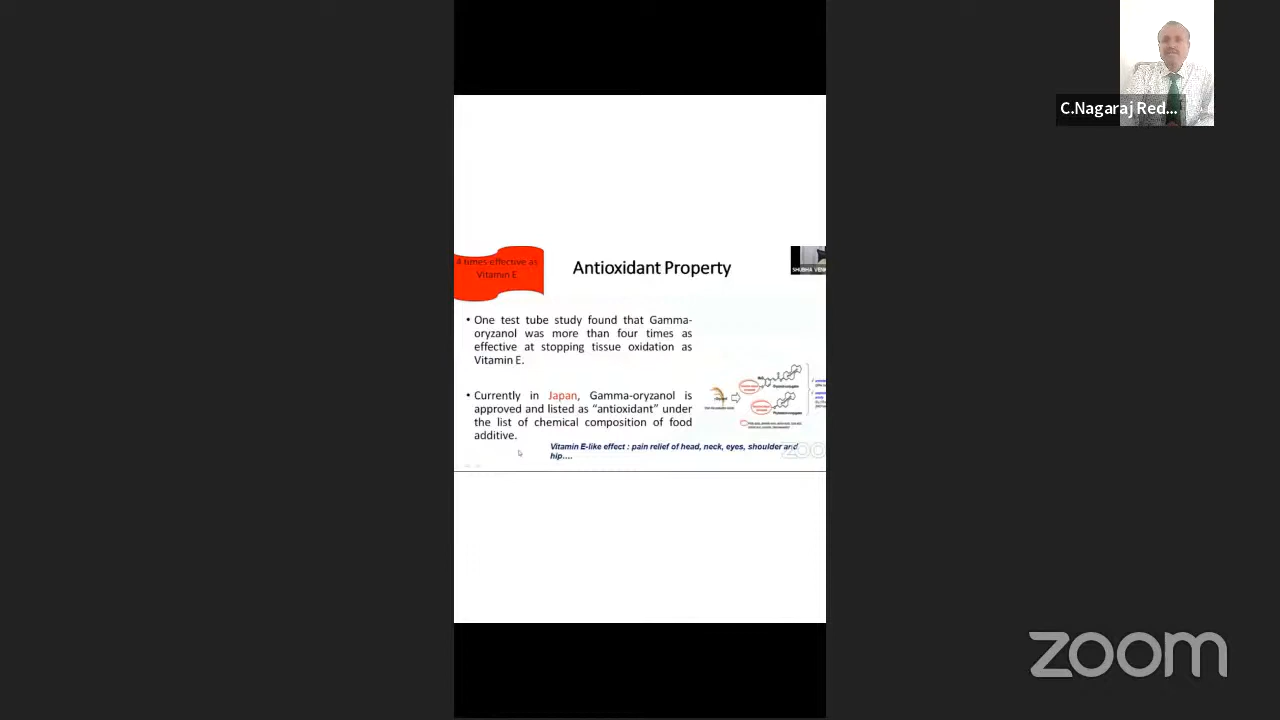 C.Nagaraj Red...
4 times effective as
Vitamin E
Antioxidant Property
SHUBHA VEN
• One test tube study found that Gamma-
oryzanol was more than four times as
effective at stopping tissue oxidation as
Vitamin E.
• Currently in Japan, Gamma-oryzanol is
approved and listed as “antioxidant” under
the list of chemical composition of food
additive.
Vitamin E-like effect : pain relief of head, neck, eyes, shoulder and
hip....
zoom